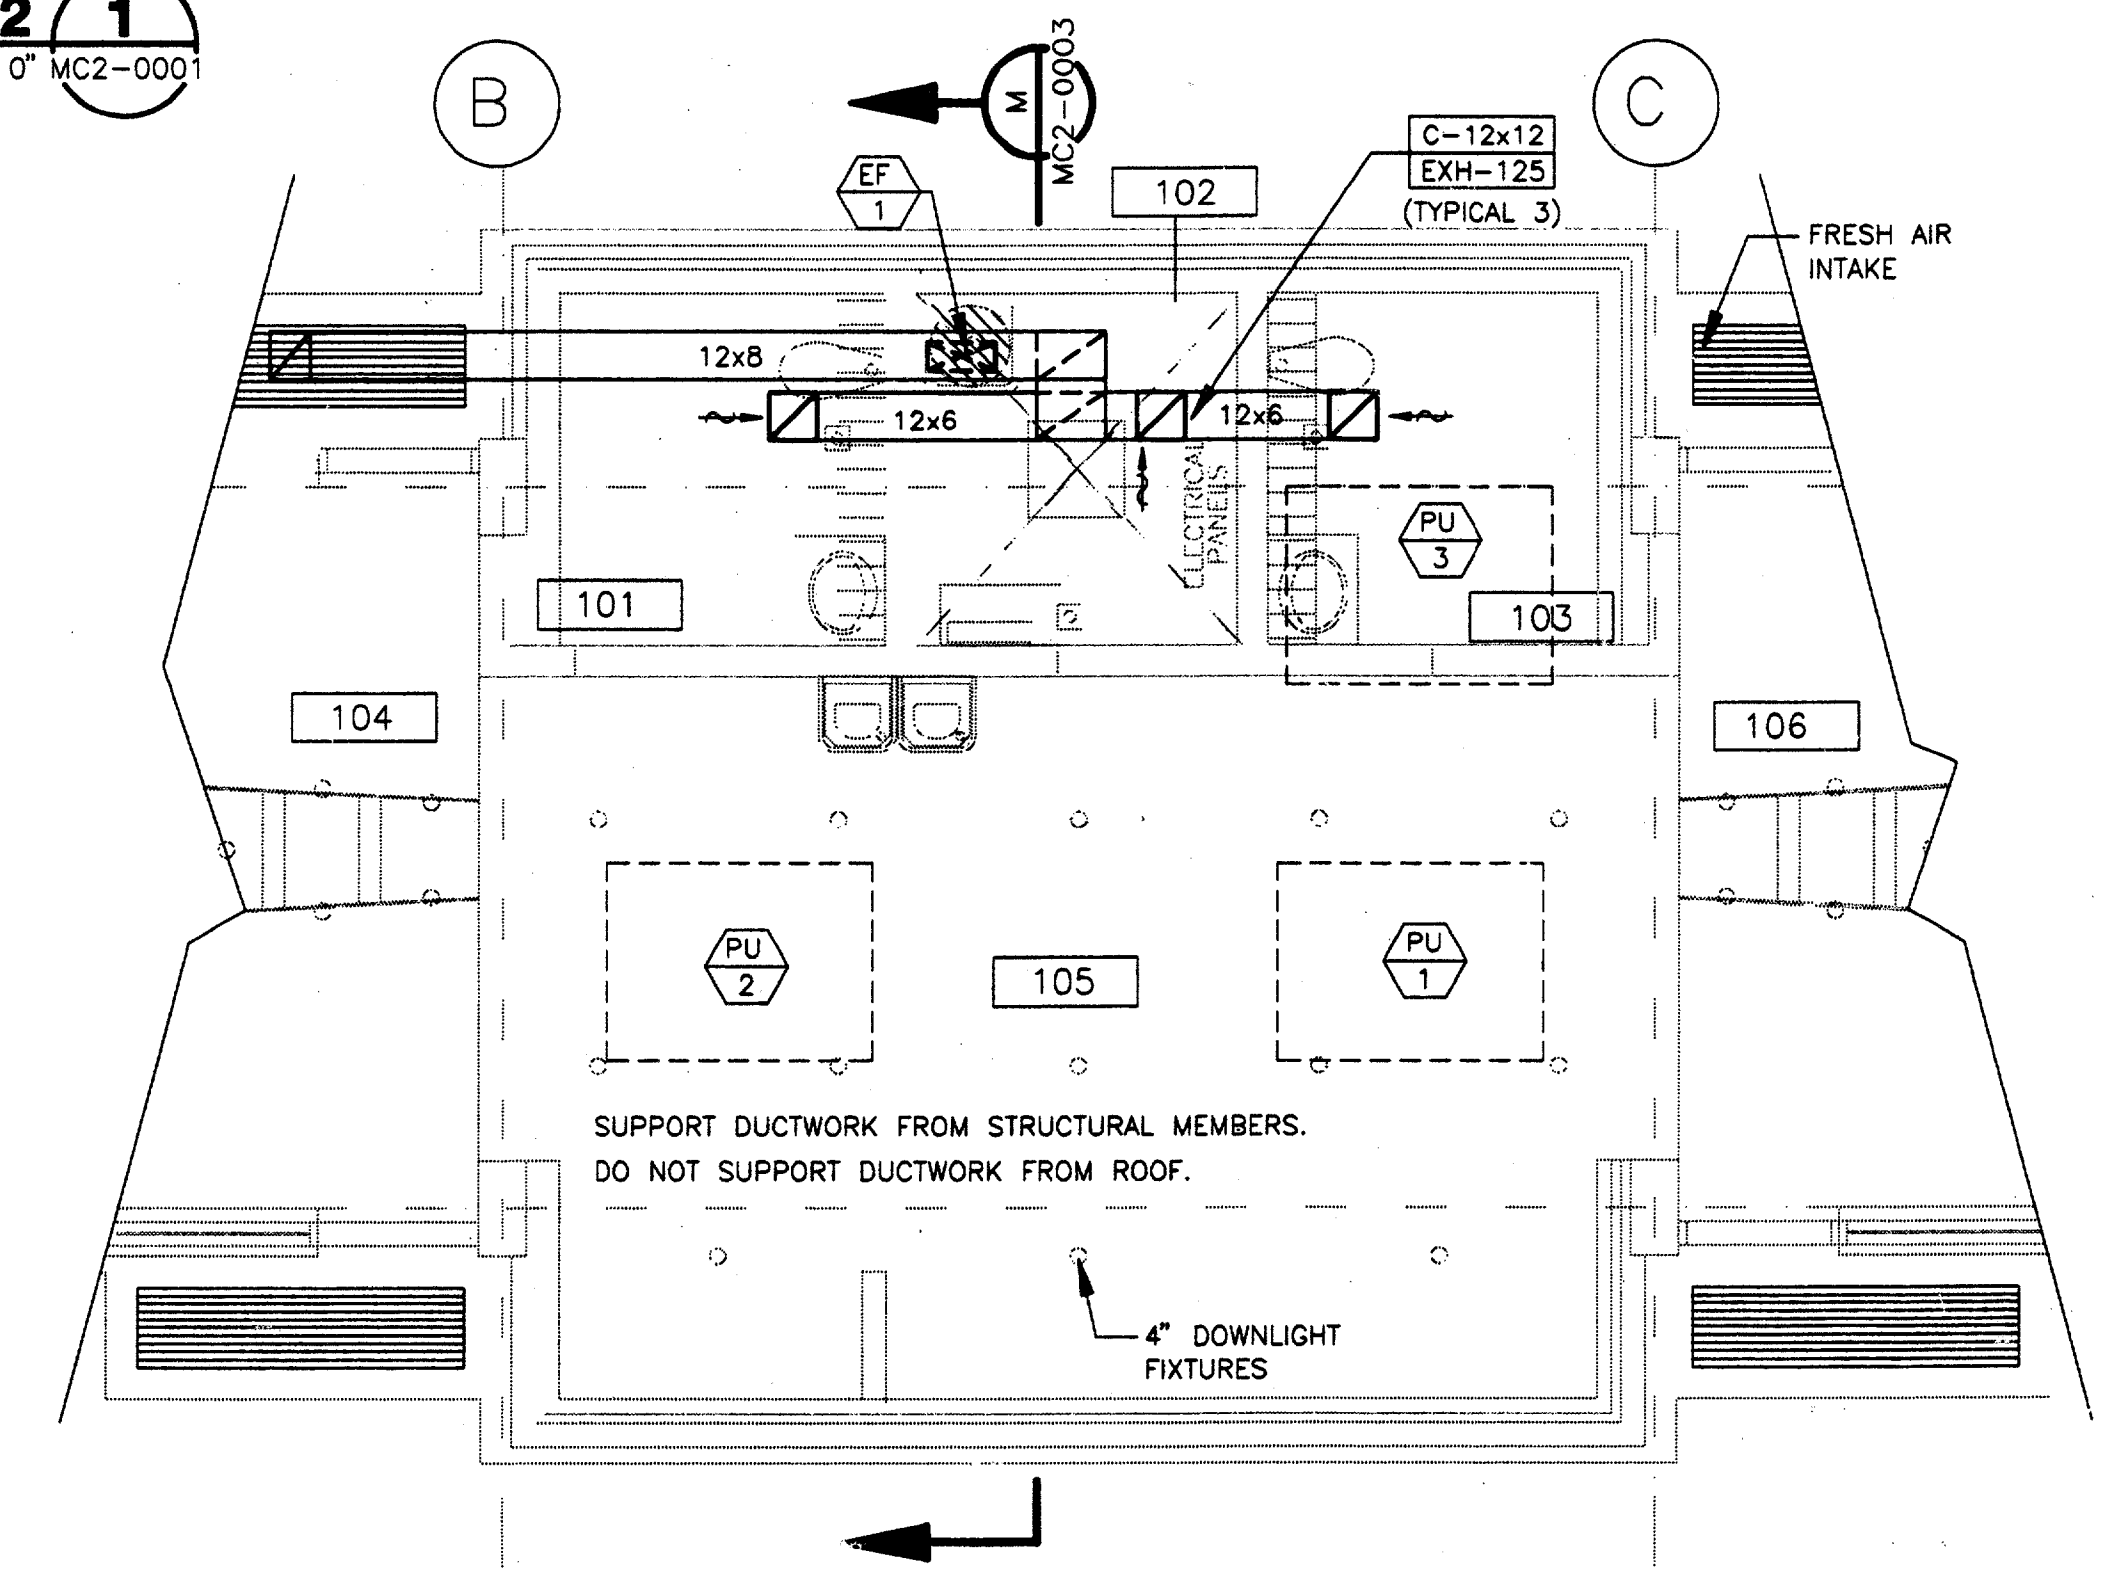 2 1
0" MC2-0001
B
M
MC2-0003
C
C-12x12
EXH-125
(TYPICAL 3)
EF
1
102
FRESH AIR
INTAKE
12x8
12x6
12x6
ELECTRICAL
PANELS
PU
3
101
103
104
106
PU
2
105
PU
1
SUPPORT DUCTWORK FROM STRUCTURAL MEMBERS.
DO NOT SUPPORT DUCTWORK FROM ROOF.
4" DOWNLIGHT
FIXTURES